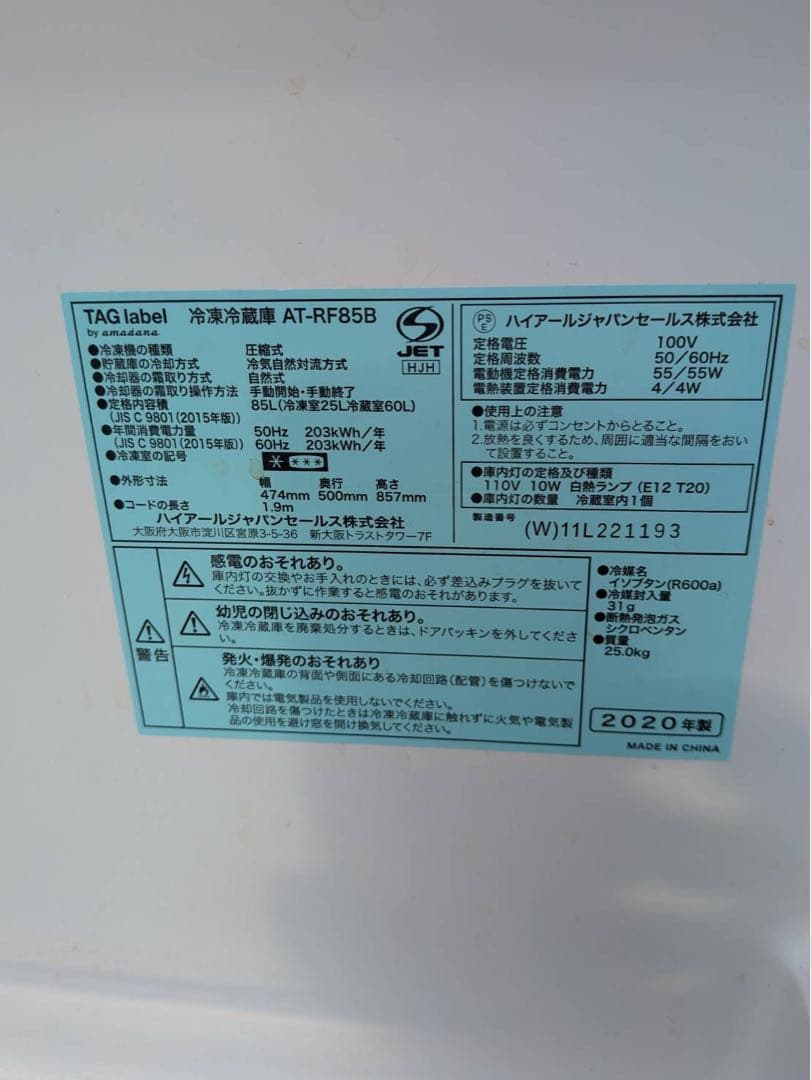 TAG label
by amadana
冷凍冷蔵庫 AT-RF85B
JET
HJH
●冷凍機の種類 圧縮式
●貯蔵庫の冷却方式 冷気自然対流方式
●冷却器の霜取り方式 自然式
●冷却器の霜取り操作方法 手動開始・手動終了
●定格内容積 85L(冷凍室25L冷蔵室60L)
(JIS C 9801(2015年版))
●年間消費電力量 50Hz 203kWh/年
(JIS C 9801(2015年版)) 60Hz 203kWh/年
●冷凍室の記号
●外形寸法 幅 奥行 高さ
474mm 500mm 857mm
●コードの長さ 1.9m
ハイアールジャパンセールス株式会社
大阪府大阪市淀川区宮原3-5-36 新大阪トラストタワー7F
PS
E
ハイアールジャパンセールス株式会社
定格電圧 100V
定格周波数 50/60Hz
電動機定格消費電力 55/55W
電熱装置定格消費電力 4/4W
●使用上の注意
1.電源は必ずコンセントからとること。
2.放熱を良くするため、周囲に適当な間隔をおい
て設置すること。
●庫内灯の定格及び種類
110V 10W 白熱ランプ(E12 T20)
●庫内灯の数量 冷蔵室内1個
製造番号 (W)11L221193
警告
感電のおそれあり。
庫内灯の交換やお手入れのときには、必ず差込みプラグを抜いて
ください。抜かずに作業すると感電のおそれがあります。
幼児の閉じ込みのおそれあり。
冷凍冷蔵庫を廃棄処分するときは、ドアパッキンを外してくださ
い。
発火・爆発のおそれあり
冷凍冷蔵庫の背面や側面にある冷却回路(配管)を傷つけないで
ください。
庫内では電気製品を使用しないでください。
冷却回路を傷つけたときは冷凍冷蔵庫に触れずに火気や電気製
品の使用を避け窓を開け換気してください。
●冷媒名
イソブタン(R600a)
●冷媒封入量
31g
●断熱発泡ガス
シクロペンタン
●質量
25.0kg
2020年製
MADE IN CHINA